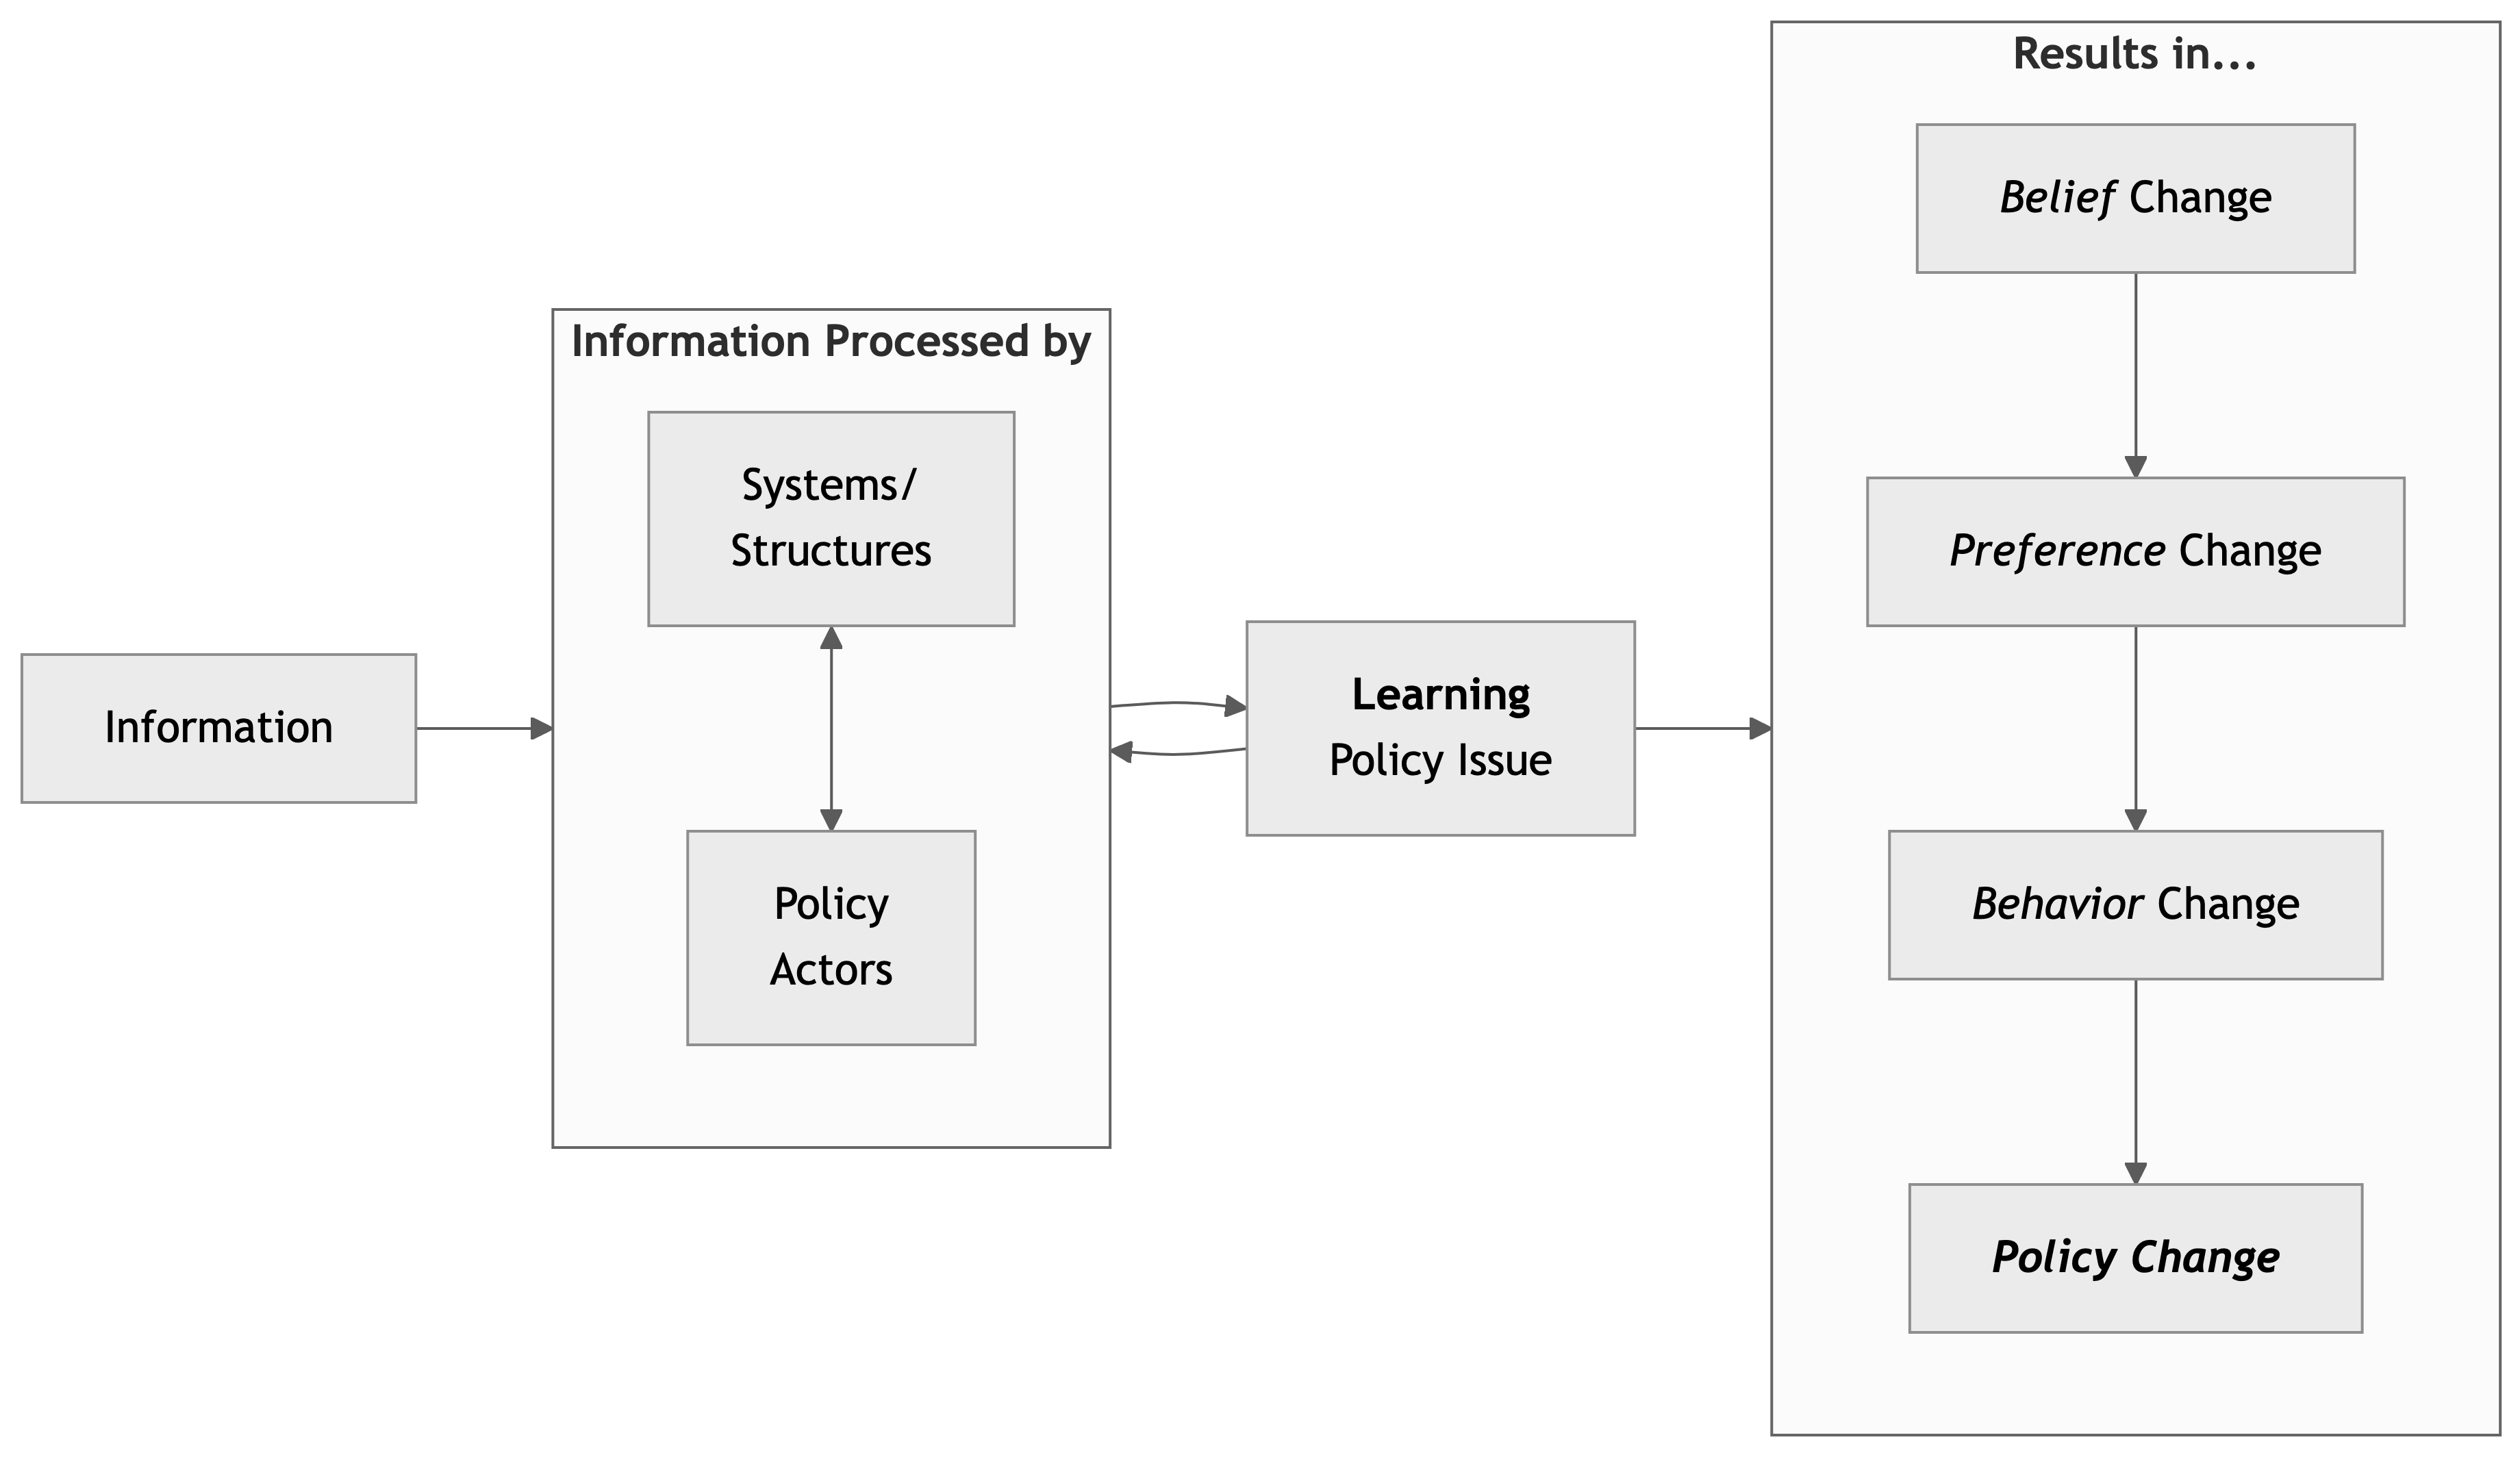 Information
Information Processed by
Systems/
Structures
Policy
Actors
Learning
Policy Issue
Results in...
Belief Change
Preference Change
Behavior Change
Policy Change